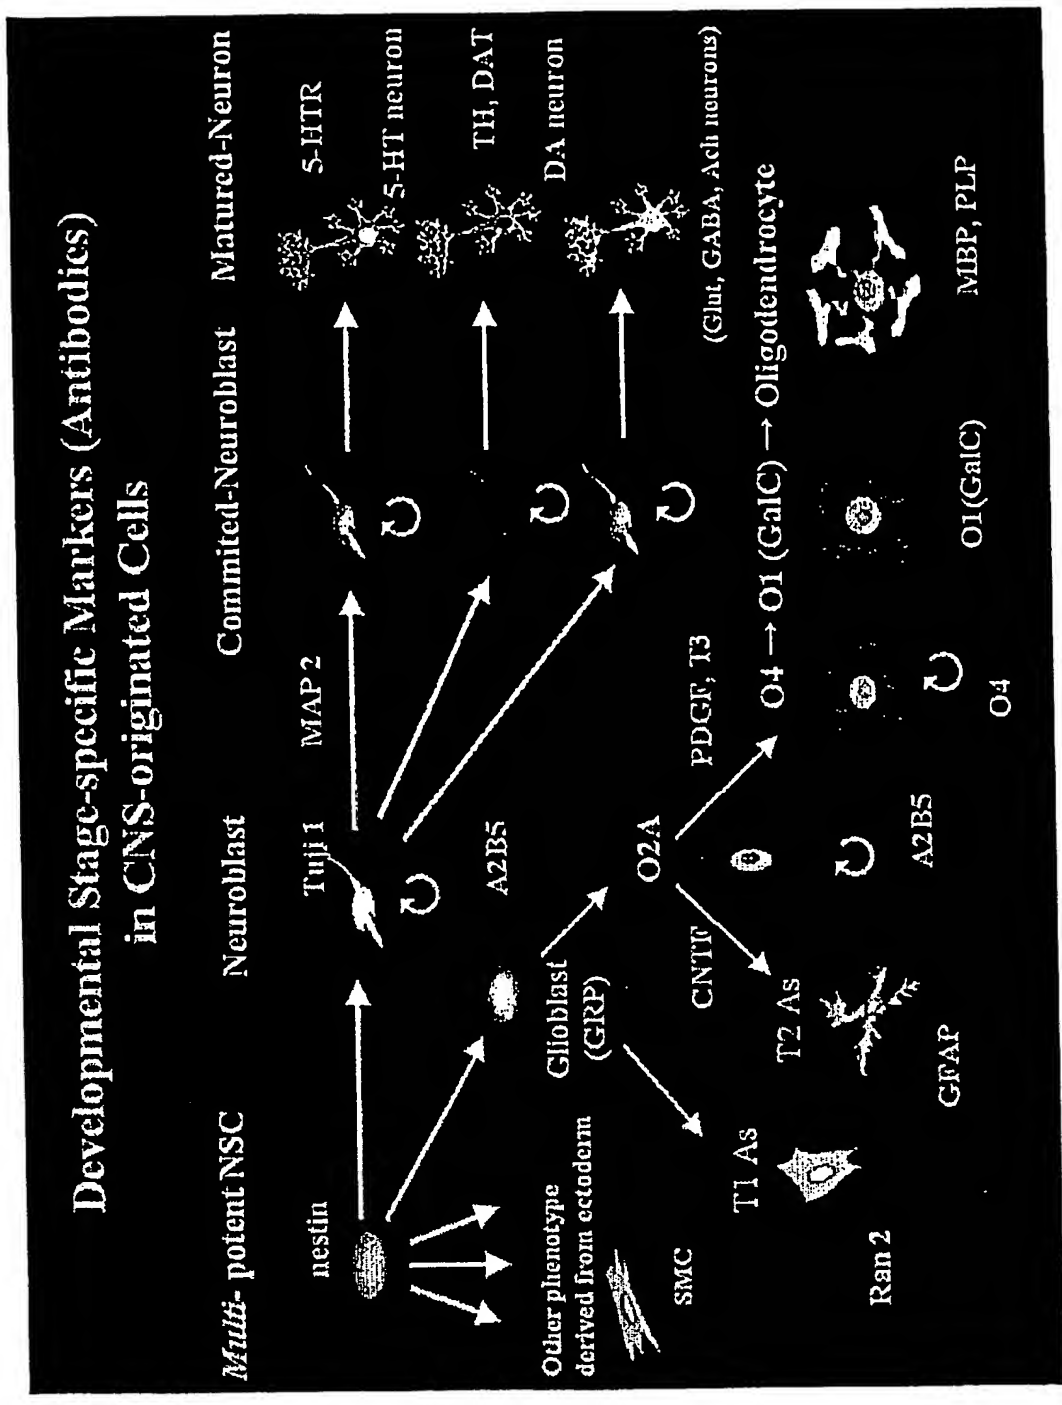 Developmental Stage-specific Markers (Antibodies)
in CNS-originated Cells
Multi- potent NSC
Neuroblast
Commited-Neuroblast
Matured-Neuron
nestin
Tuji 1
MAP 2
5-HTR
5-HT neuron
TH, DAT
DA neuron
A2B5
Glioblast
(GRP)
(Glut, GABA, Ach neurons)
Other phenotype
derived from ectoderm
SMC
O2A
CNTF
PDGF, T3
T1 As
T2 As
O4 → O1 (GalC) → Oligodendrocyte
Ran 2
GFAP
A2B5
O4
O1(GalC)
MBP, PLP